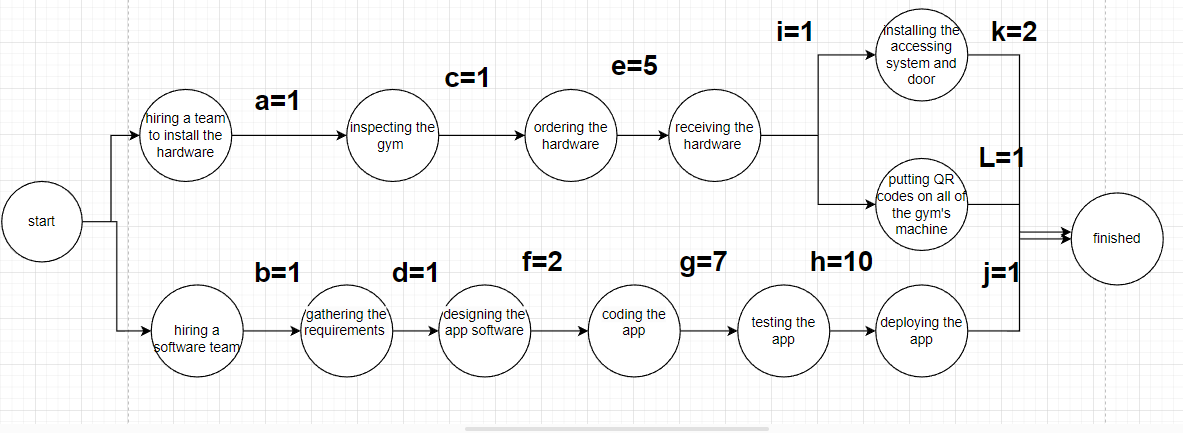 i=1
installing the
accessing
system and
door
k=2
e=5
c=1
a=1
hiring a team
to install the
hardware
inspecting the
gym
ordering the
hardware
receiving the
hardware
L=1
putting QR
codes on all of
the gym's
machine
start
finished
b=1
d=1
f=2
g=7
h=10
j=1
hiring a
software team
gathering the
requirements
designing the
app software
coding the
app
testing the
app
deploying the
app